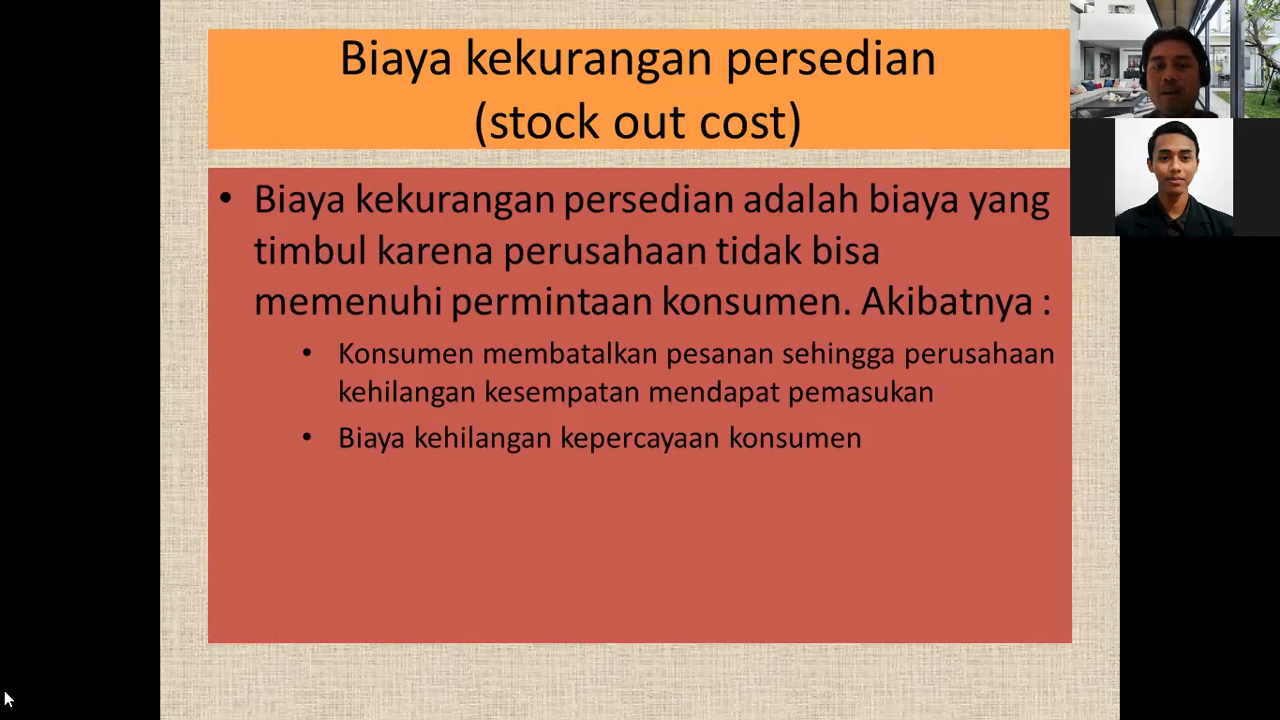 Biaya kekurangan persedian
(stock out cost)
• Biaya kekurangan persedian adalah biaya yang
timbul karena perusahaan tidak bisa
memenuhi permintaan konsumen. Akibatnya :
• Konsumen membatalkan pesanan sehingga perusahaan
kehilangan kesempatan mendapat pemasukan
• Biaya kehilangan kepercayaan konsumen